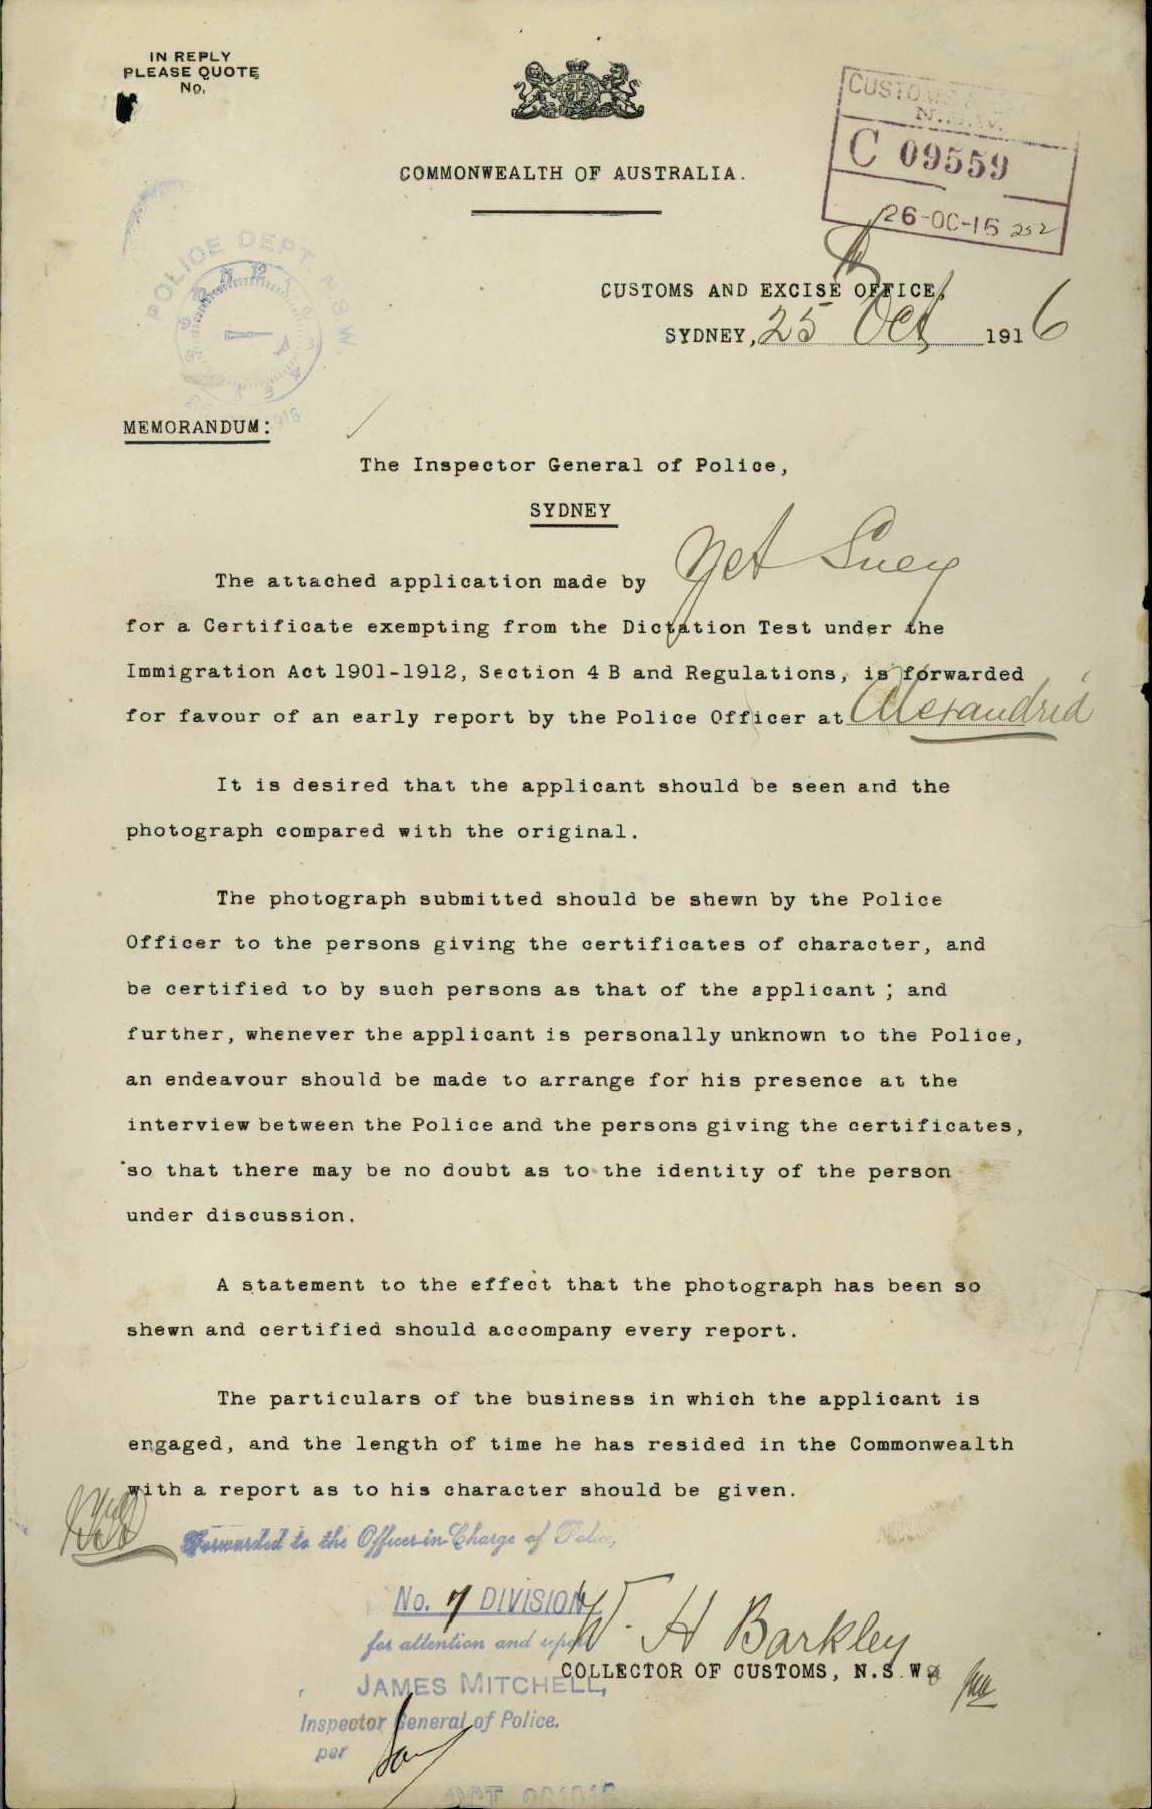 IN REPLY
PLEASE QUOTE
No.
COMMONWEALTH OF AUSTRALIA.
CUSTOMS
N.S.W.
C 09559
26-OC-16 252
POLICE DEPT. N.S.W.
CUSTOMS AND EXCISE OFFICE,
SYDNEY, 25 Oct 1916
MEMORANDUM:
The Inspector General of Police,
SYDNEY
The attached application made by Yet Suey
for a Certificate exempting from the Dictation Test under the
Immigration Act 1901-1912, Section 4 B and Regulations, is forwarded
for favour of an early report by the Police Officer at Alexandria
It is desired that the applicant should be seen and the
photograph compared with the original.
The photograph submitted should be shewn by the Police
Officer to the persons giving the certificates of character, and
be certified to by such persons as that of the applicant ; and
further, whenever the applicant is personally unknown to the Police,
an endeavour should be made to arrange for his presence at the
interview between the Police and the persons giving the certificates,
so that there may be no doubt as to the identity of the person
under discussion.
A statement to the effect that the photograph has been so
shewn and certified should accompany every report.
The particulars of the business in which the applicant is
engaged, and the length of time he has resided in the Commonwealth
with a report as to his character should be given.
Forwarded to the Officer-in-Charge of Police,
No. 7 DIVISION
for attention and report
W. H Barkley
COLLECTOR OF CUSTOMS, N.S.W.
JAMES MITCHELL,
Inspector General of Police.
per
OCT